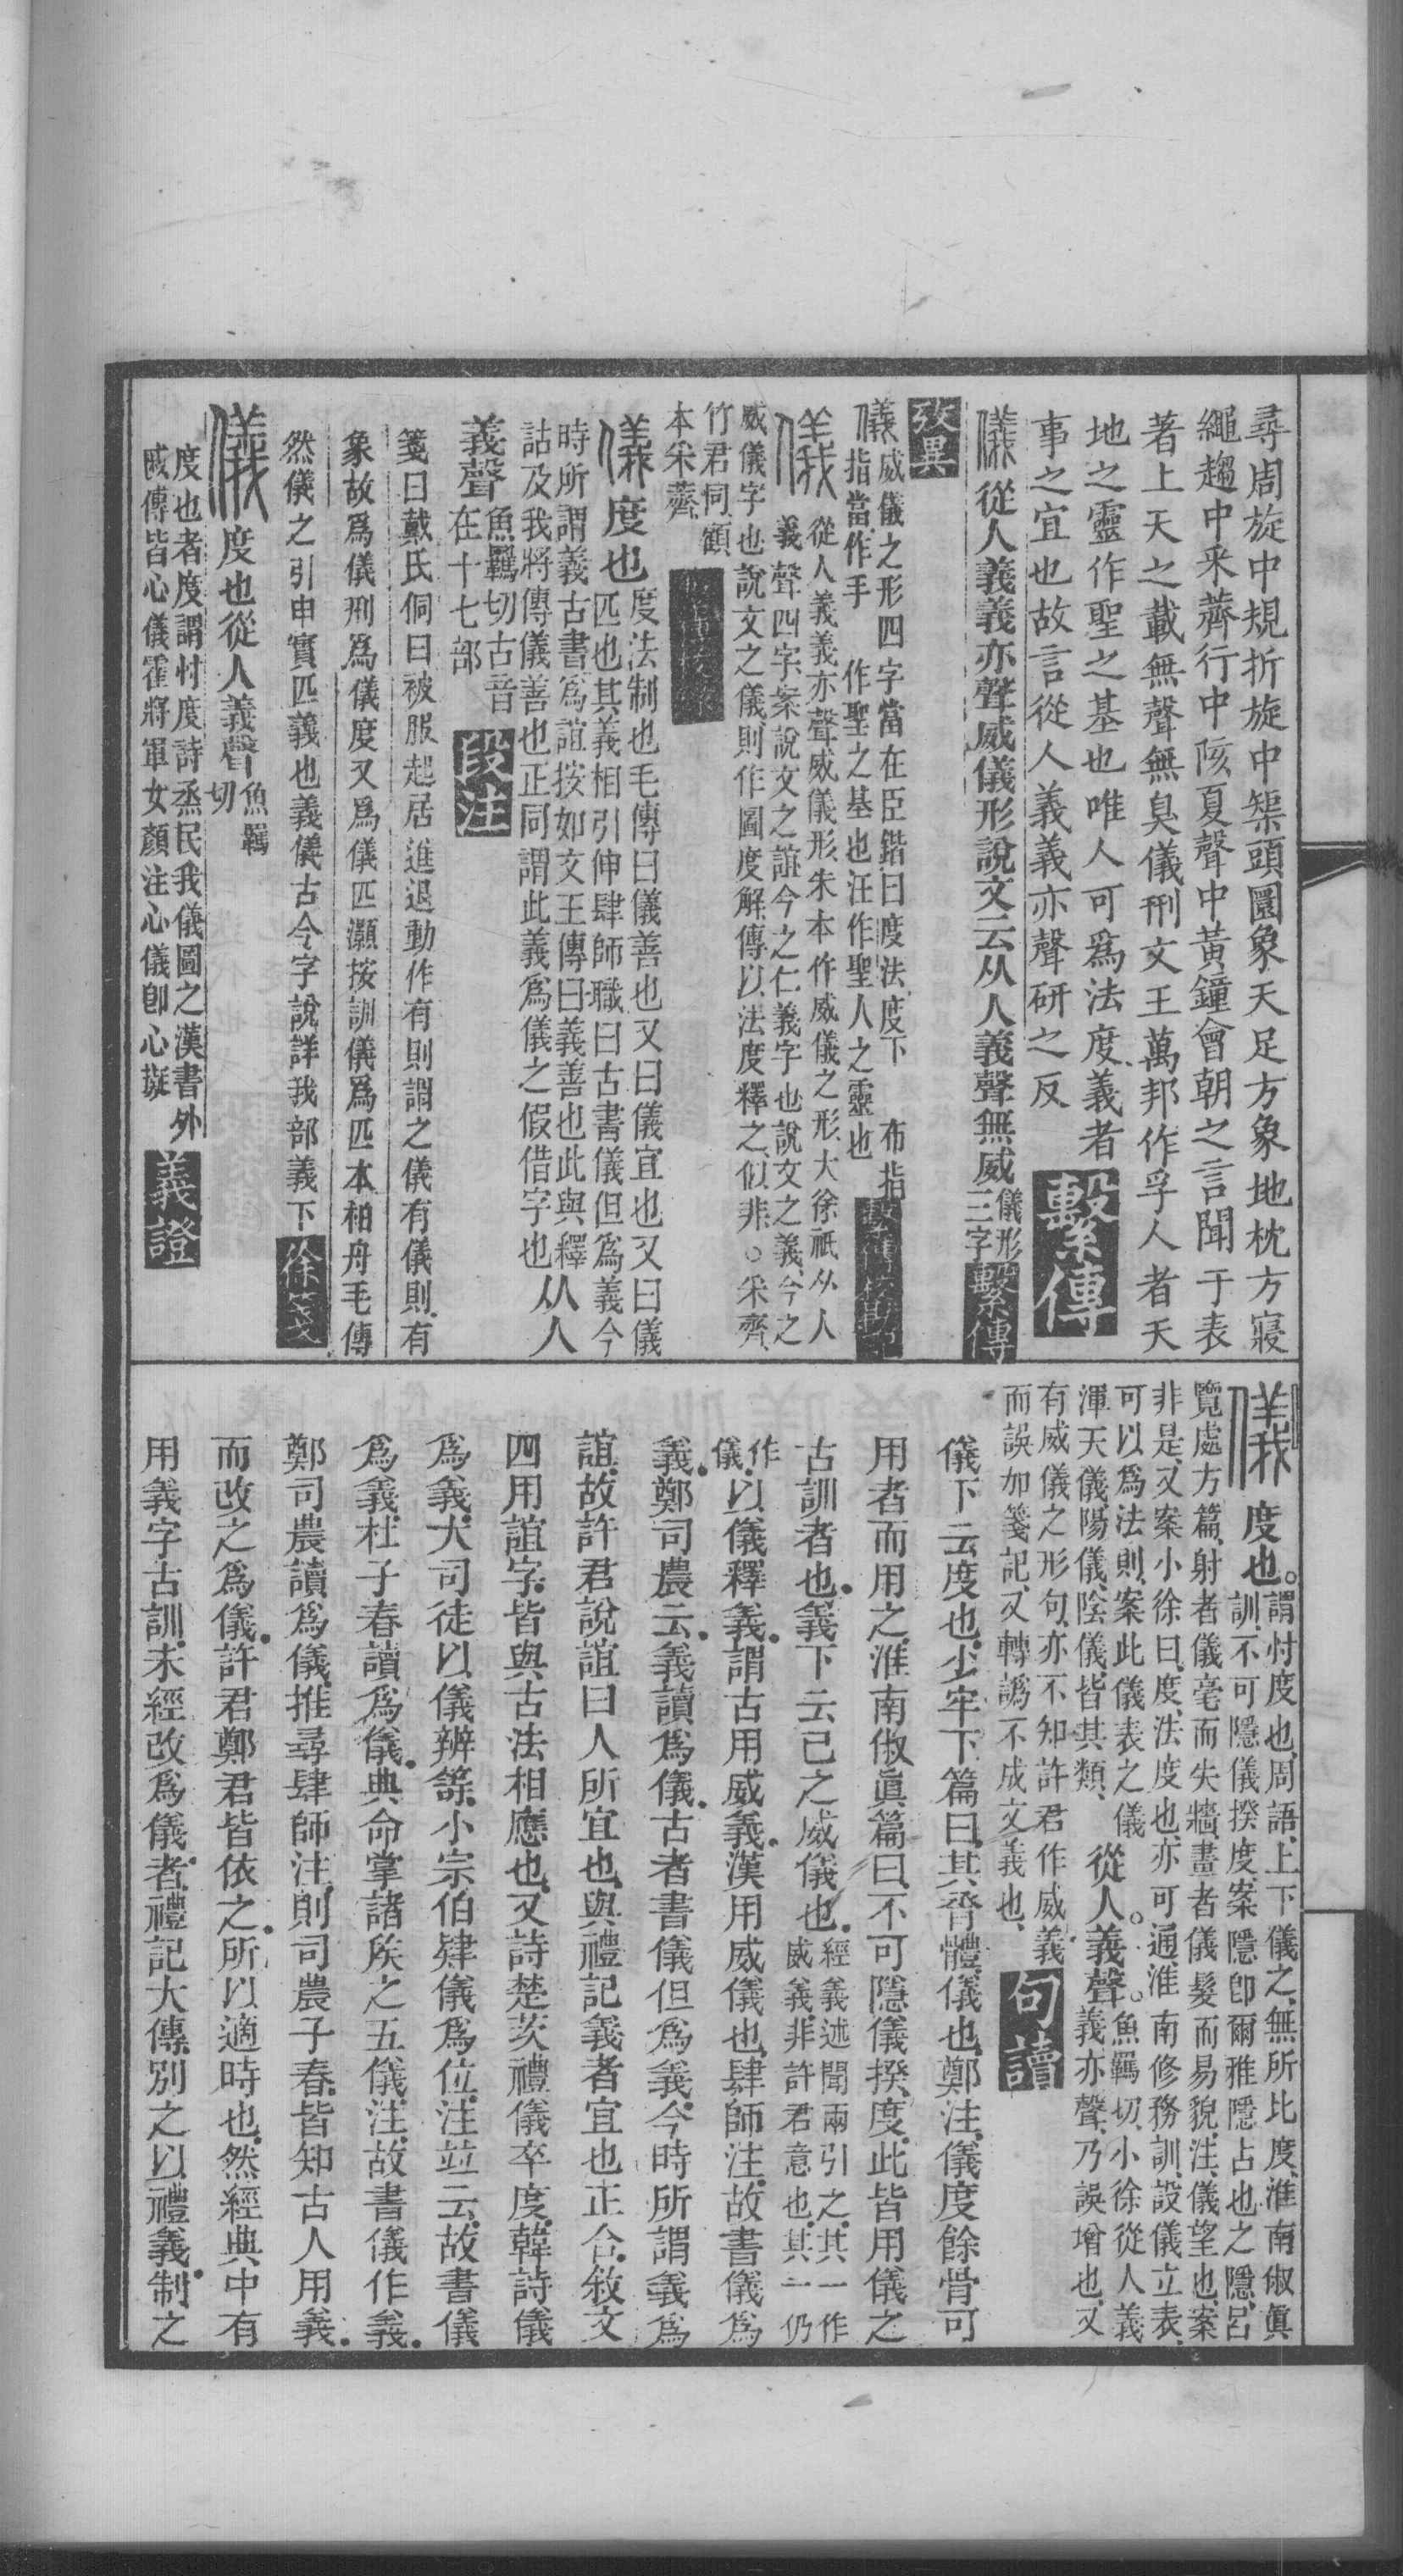 尋周旋中規折旋中榘頭圜象天足方象地枕方寢
繩趨中采薺行中陔夏聲中黃鐘會朝之言聞于表
著上天之載無聲無臭儀刑文王萬邦作孚人者天
地之靈作聖之基也唯人可爲法度義者
事之宜也故言從人義義亦聲研之反
繫傳
儀從人義義亦聲威儀形說文云从人義聲無威
儀形
三字
繫傳
攷異
儀威儀之形四字當在臣鍇曰度法度下 布指
指當作手 作聖之基也汪作聖人之靈也
繫傳校勘記
儀從人義義亦聲威儀形朱本作威儀之形大徐祇从人
義聲四字案說文之誼今之仁義字也說文之義今之
威儀字也說文之儀則作圖度解傳以法度釋之似非○采齊
竹君同顧
本采薺
儀度也
度法制也毛傳曰儀善也又曰儀宜也又曰儀
匹也其義相引伸肆師職曰古書儀但爲義今
時所謂義古書爲誼按如文王傳曰義善也此與釋
詁及我將傳儀善也正同謂此義爲儀之假借字也
从人
義聲
魚羈切古音
在十七部
段注
箋曰戴氏侗曰被服起居進退動作有則謂之儀有儀則有
象故爲儀刑爲儀度又爲儀匹灝按訓儀爲匹本柏舟毛傳
然儀之引申實匹義也義儀古今字說詳我部義下
徐箋
儀度也從人義聲
魚羈
切
度也者度謂忖度詩烝民我儀圖之漢書外
戚傳皆心儀霍將軍女顏注心儀卽心擬
義證
儀度也。
謂忖度也周語上下儀之無所比度淮南俶眞
訓不可隱儀揆度案隱卽爾雅隱占也之隱呂
覽處方篇射者儀毫而失牆畫者儀髮而易貌注儀望也案
非是又案小徐曰度法度也亦可通淮南修務訓設儀立表
可以爲法則案此儀表之儀
渾天儀陽儀陰儀皆其類
從人。義聲。
魚羈切小徐從人義
義亦聲乃誤增也又
有威儀之形句亦不知許君作威義
而誤加箋記又轉譌不成文義也
句讀
儀下云度也少牢下篇曰其脀體儀也鄭注儀度餘骨可
用者而用之淮南俶眞篇曰不可隱儀揆度此皆用儀之
古訓者也義下云已之威儀也
經義述聞兩引之其一作
威義非許君意也其一仍
作
儀
以儀釋義謂古用威義漢用威儀也肆師注故書儀爲
義鄭司農云義讀爲儀古者書儀但爲義今時所謂義爲
誼故許君說誼曰人所宜也與禮記義者宜也正合敘文
四用誼字皆與古法相應也又詩楚茨禮儀卒度韓詩儀
爲義大司徒以儀辨等小宗伯肄儀爲位注竝云故書儀
爲義杜子春讀爲儀典命掌諸矦之五儀注故書儀作義
鄭司農讀爲儀推尋肆師注則司農子春皆知古人用義
而改之爲儀許君鄭君皆依之所以適時也然經典中有
用義字古訓未經改爲儀者禮記大傳別之以禮義制之